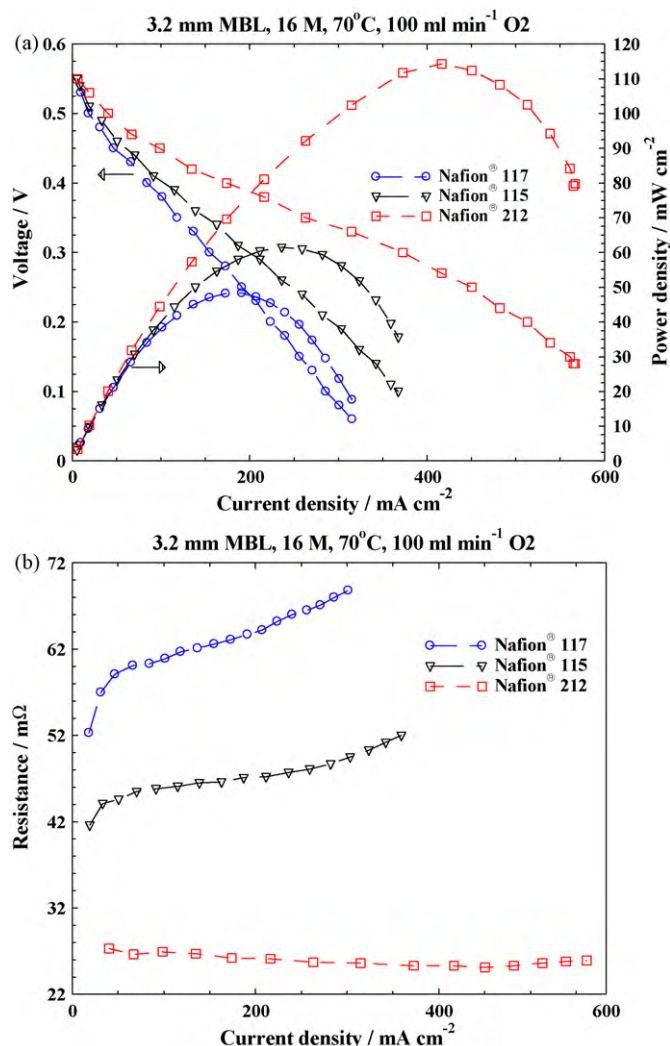 3.2 mm MBL, 16 M, 70°C, 100 ml min⁻¹ O2
(a)
0.6
0.5
0.4
0.3
0.2
0.1
0
Voltage / V
120
110
100
90
80
70
60
50
40
30
20
10
0
Power density / mW cm⁻²
Nafion® 117
Nafion® 115
Nafion® 212
0
200
400
600
Current density / mA cm⁻²
3.2 mm MBL, 16 M, 70°C, 100 ml min⁻¹ O2
(b)
72
62
52
42
32
22
Resistance / mΩ
Nafion® 117
Nafion® 115
Nafion® 212
0
200
400
600
Current density / mA cm⁻²